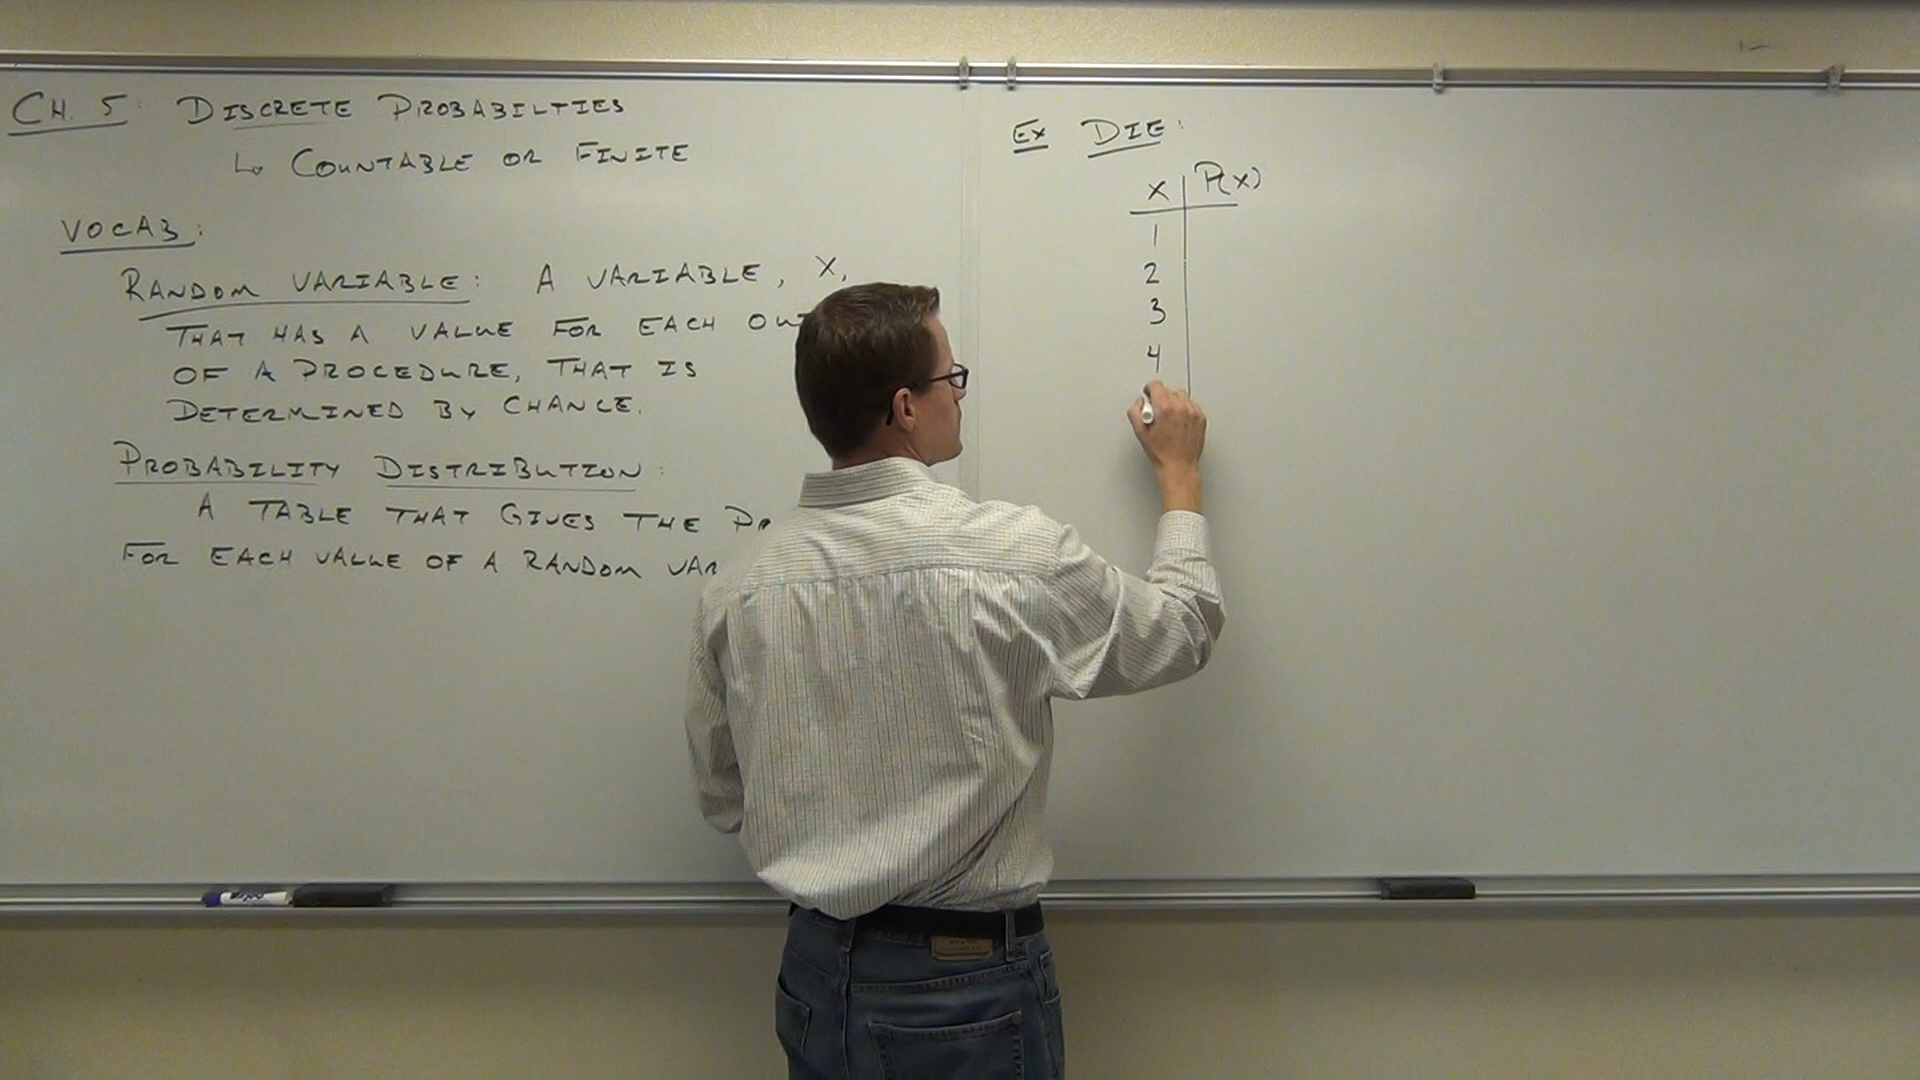 CH. 5: DISCRETE PROBABILTIES
↳ COUNTABLE OR FINITE
VOCAB:
RANDOM VARIABLE: A VARIABLE, X,
THAT HAS A VALUE FOR EACH
OF A PROCEDURE, THAT IS
DETERMINED BY CHANCE.
PROBABILITY DISTRIBUTION:
A TABLE THAT GIVES THE
FOR EACH VALUE OF A RANDOM
EX DIE:
X P(X)
1
2
3
4